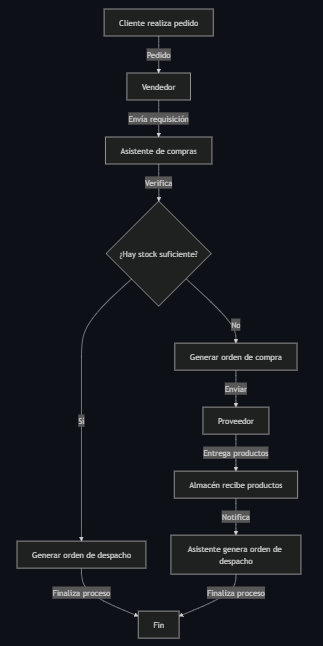 Cliente realiza pedido
Pedido
Vendedor
Envía requisición
Asistente de compras
Verifica
¿Hay stock suficiente?
No
Generar orden de compra
Enviar
Sí
Proveedor
Entrega productos
Almacén recibe productos
Notifica
Generar orden de despacho
Asistente genera orden de
despacho
Finaliza proceso
Finaliza proceso
Fin